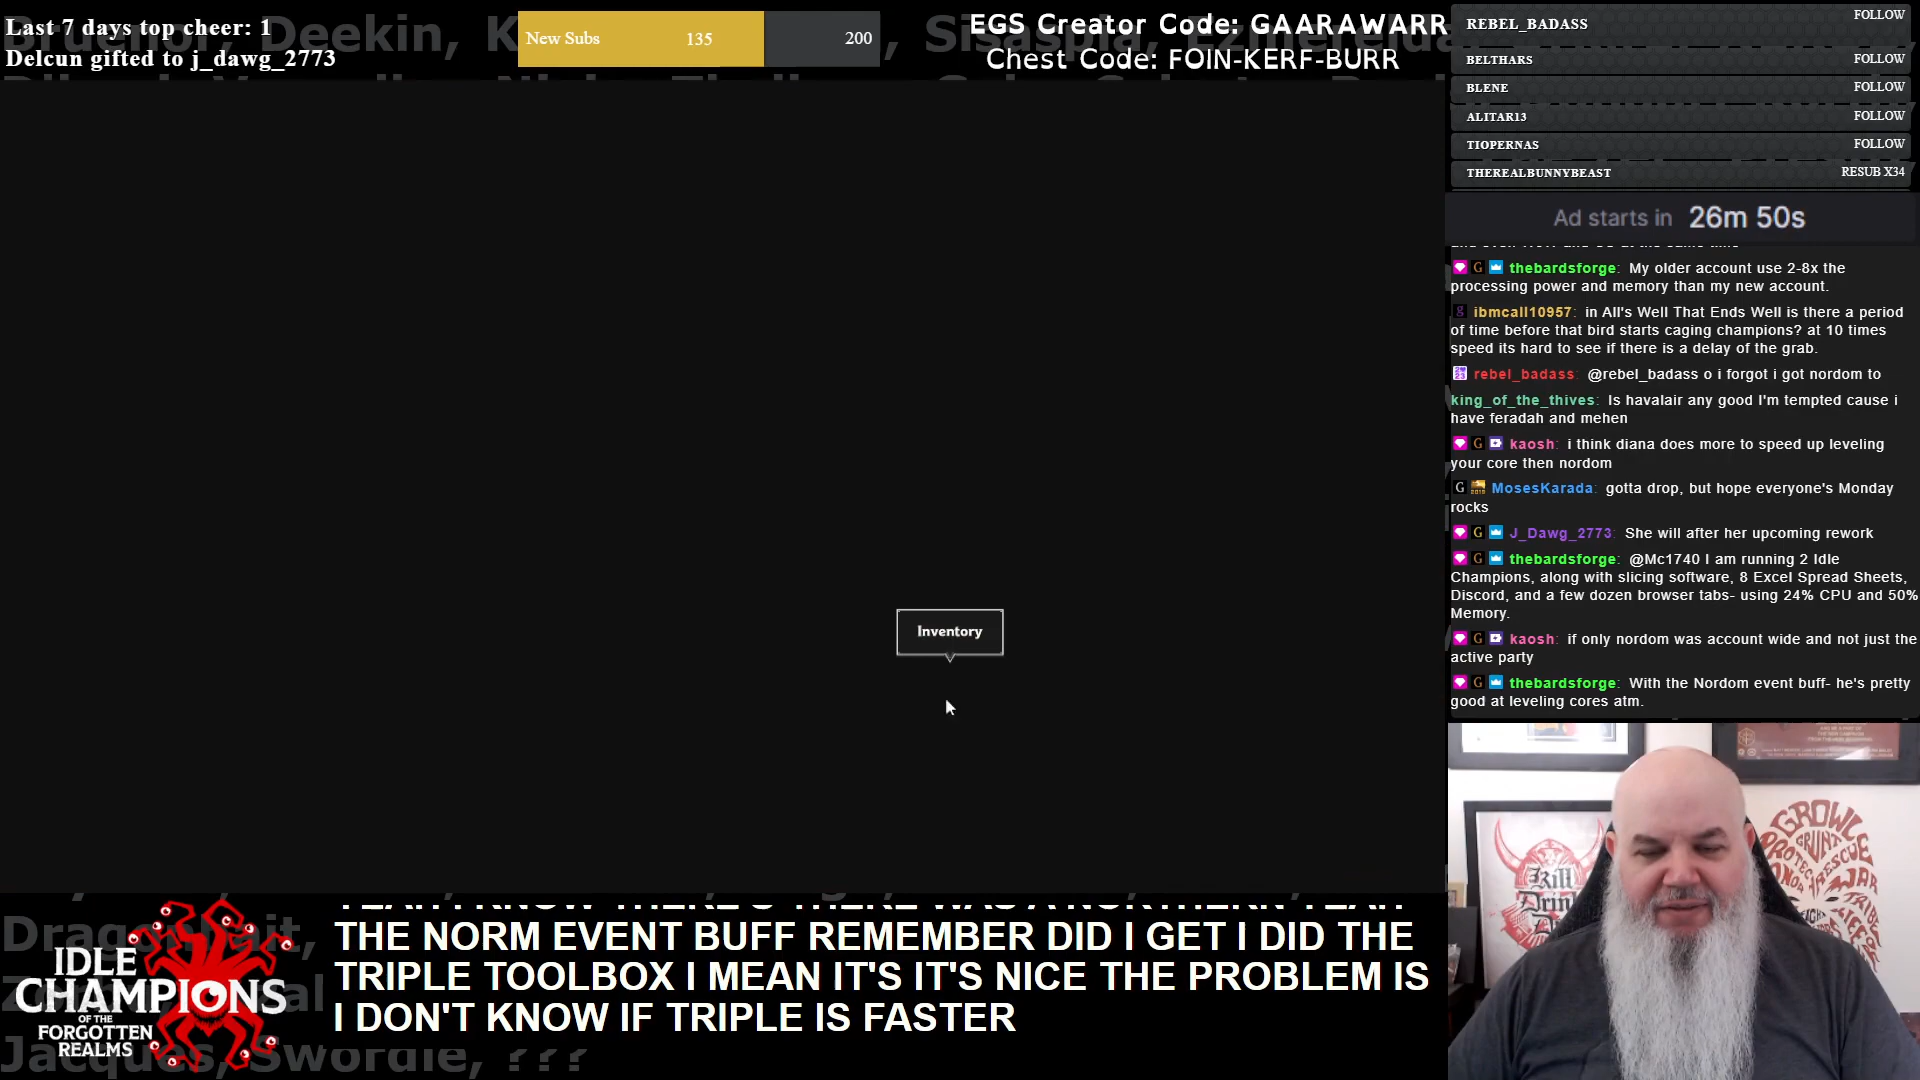 Last 7 days top cheer: 1
Delcun gifted to j_dawg_2773
New Subs 135 200
EGS Creator Code: GAARAWARR
Chest Code: FOIN-KERF-BURR
REBEL_BADASS FOLLOW
BELTHARS FOLLOW
BLENE FOLLOW
ALITAR13 FOLLOW
TIOPERNAS FOLLOW
THEREALBUNNYBEAST RESUB X34
Ad starts in 26m 50s
thebardsforge: My older account use 2-8x the
processing power and memory than my new account.
ibmcall10957: in All's Well That Ends Well is there a period
of time before that bird starts caging champions? at 10 times
speed its hard to see if there is a delay of the grab.
rebel_badass: @rebel_badass o i forgot i got nordom to
king_of_the_thives: Is havalair any good I'm tempted cause i
have feradah and mehen
kaosh: i think diana does more to speed up leveling
your core then nordom
MosesKarada: gotta drop, but hope everyone's Monday
rocks
J_Dawg_2773: She will after her upcoming rework
thebardsforge: @Mc1740 I am running 2 Idle
Champions, along with slicing software, 8 Excel Spread Sheets,
Discord, and a few dozen browser tabs- using 24% CPU and 50%
Memory.
kaosh: if only nordom was account wide and not just the
active party
thebardsforge: With the Nordom event buff- he's pretty
good at leveling cores atm.
Inventory
IDLE
CHAMPIONS
OF THE
FORGOTTEN
REALMS
THE NORM EVENT BUFF REMEMBER DID I GET I DID THE
TRIPLE TOOLBOX I MEAN IT'S IT'S NICE THE PROBLEM IS
I DON'T KNOW IF TRIPLE IS FASTER
Jacques, Swordie, ???